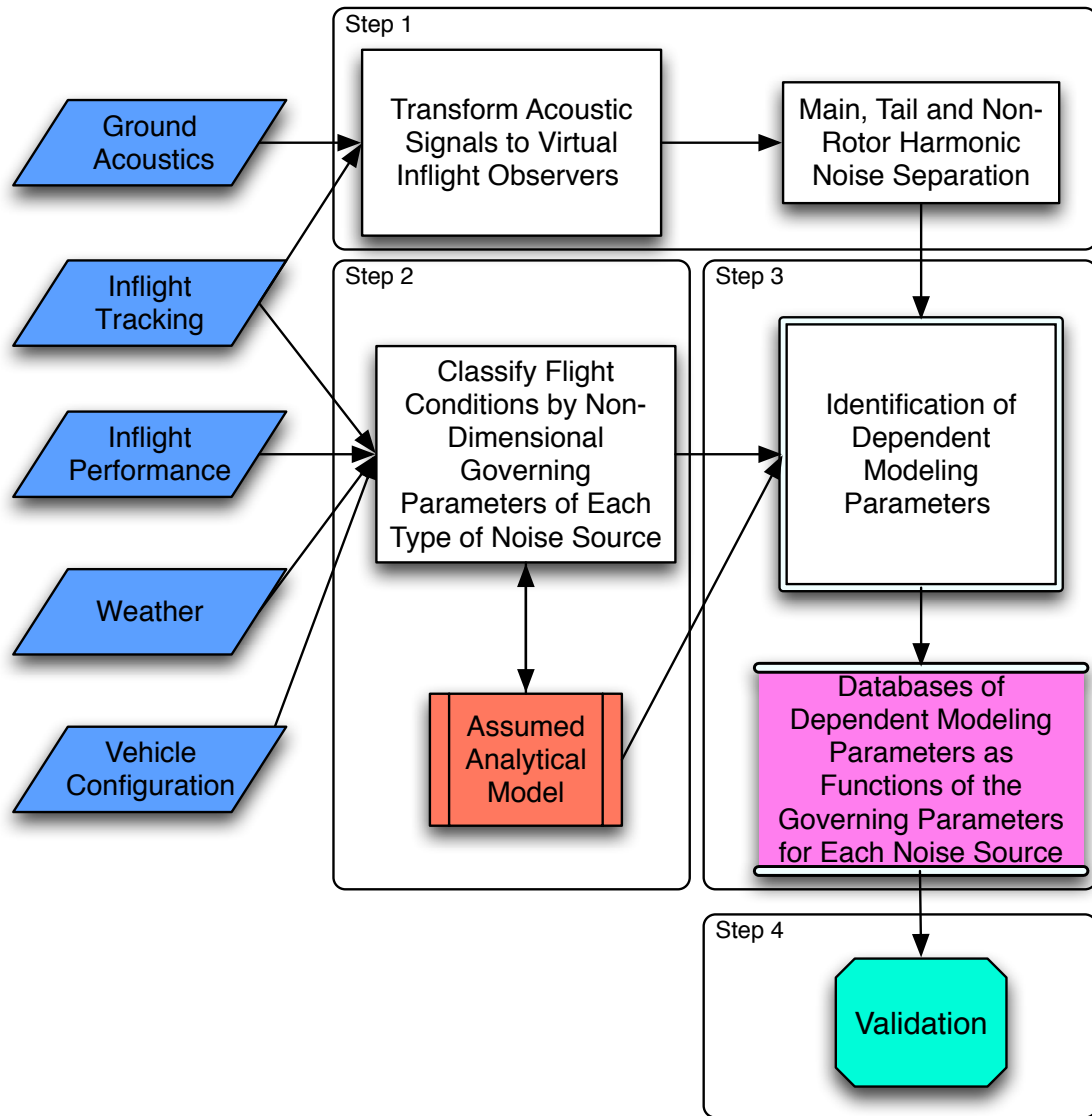 Step 1
Ground
Acoustics
Transform Acoustic
Signals to Virtual
Inflight Observers
Main, Tail and Non-
Rotor Harmonic
Noise Separation
Inflight
Tracking
Step 2
Step 3
Classify Flight
Conditions by Non-
Dimensional
Governing
Parameters of Each
Type of Noise Source
Identification of
Dependent
Modeling
Parameters
Inflight
Performance
Weather
Vehicle
Configuration
Assumed
Analytical
Model
Databases of
Dependent Modeling
Parameters as
Functions of the
Governing Parameters
for Each Noise Source
Step 4
Validation